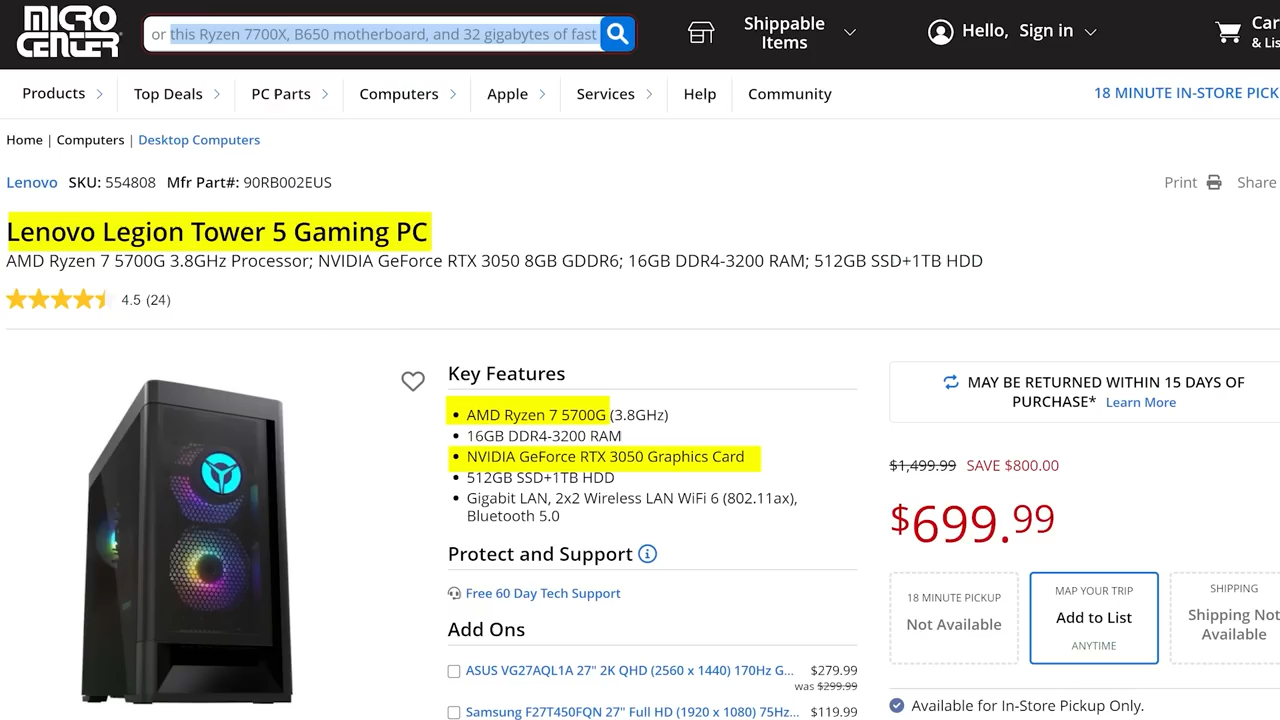 MICRO
CENTER
or this Ryzen 7700X, B650 motherboard, and 32 gigabytes of fast
Shippable
Items
Hello, Sign in
Car
& Lis
Products
Top Deals
PC Parts
Computers
Apple
Services
Help
Community
18 MINUTE IN-STORE PICK
Home | Computers | Desktop Computers
Lenovo SKU: 554808 Mfr Part#: 90RB002EUS
Print
Share
Lenovo Legion Tower 5 Gaming PC
AMD Ryzen 7 5700G 3.8GHz Processor; NVIDIA GeForce RTX 3050 8GB GDDR6; 16GB DDR4-3200 RAM; 512GB SSD+1TB HDD
4.5 (24)
Key Features
• AMD Ryzen 7 5700G (3.8GHz)
• 16GB DDR4-3200 RAM
• NVIDIA GeForce RTX 3050 Graphics Card
• 512GB SSD+1TB HDD
• Gigabit LAN, 2x2 Wireless LAN WiFi 6 (802.11ax),
Bluetooth 5.0
Protect and Support
Free 60 Day Tech Support
Add Ons
ASUS VG27AQL1A 27" 2K QHD (2560 x 1440) 170Hz G... $279.99
was $299.99
Samsung F27T450FQN 27" Full HD (1920 x 1080) 75Hz... $119.99
MAY BE RETURNED WITHIN 15 DAYS OF
PURCHASE* Learn More
$1,499.99 SAVE $800.00
$699.99
18 MINUTE PICKUP
Not Available
MAP YOUR TRIP
Add to List
ANYTIME
SHIPPING
Shipping Not
Available
Available for In-Store Pickup Only.